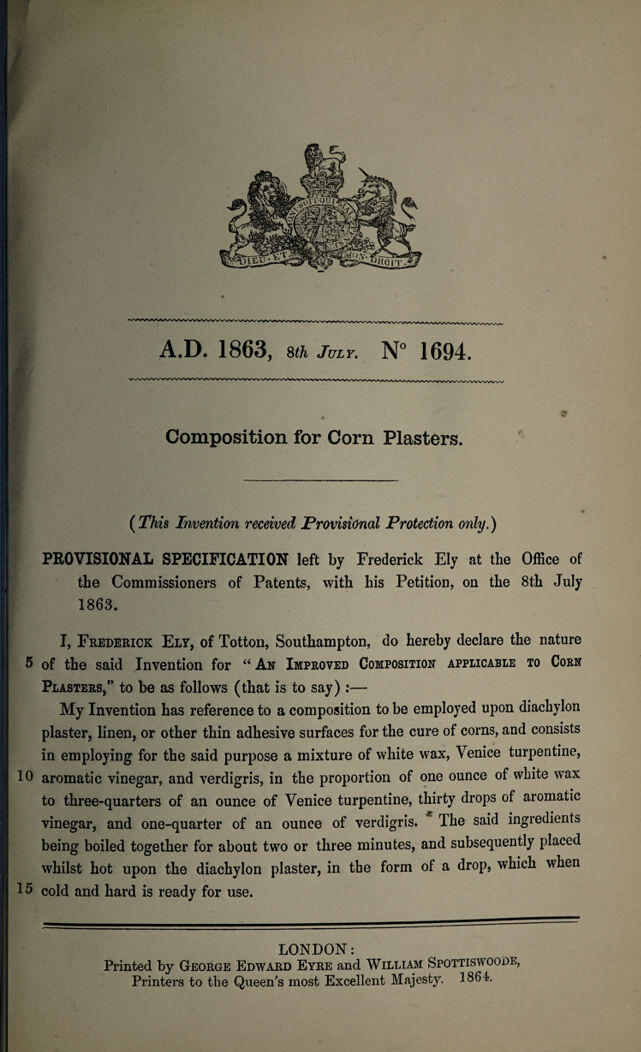 HONI SOIT QUI MAL Y PENSE
DIEU · ET · MON · DROIT.
A.D. 1863, 8th JULY. N° 1694.
Composition for Corn Plasters.
(This Invention received Provisional Protection only.)
PROVISIONAL SPECIFICATION left by Frederick Ely at the Office of
the Commissioners of Patents, with his Petition, on the 8th July
1863.
I, FREDERICK ELY, of Totton, Southampton, do hereby declare the nature
5 of the said Invention for “AN IMPROVED COMPOSITION APPLICABLE TO CORN
PLASTERS,” to be as follows (that is to say) :—
My Invention has reference to a composition to be employed upon diachylon
plaster, linen, or other thin adhesive surfaces for the cure of corns, and consists
in employing for the said purpose a mixture of white wax, Venice turpentine,
10 aromatic vinegar, and verdigris, in the proportion of one ounce of white wax
to three-quarters of an ounce of Venice turpentine, thirty drops of aromatic
vinegar, and one-quarter of an ounce of verdigris. The said ingredients
being boiled together for about two or three minutes, and subsequently placed
whilst hot upon the diachylon plaster, in the form of a drop, which when
15 cold and hard is ready for use.
LONDON:
Printed by GEORGE EDWARD EYRE and WILLIAM SPOTTISWOODE,
Printers to the Queen's most Excellent Majesty. 1864.